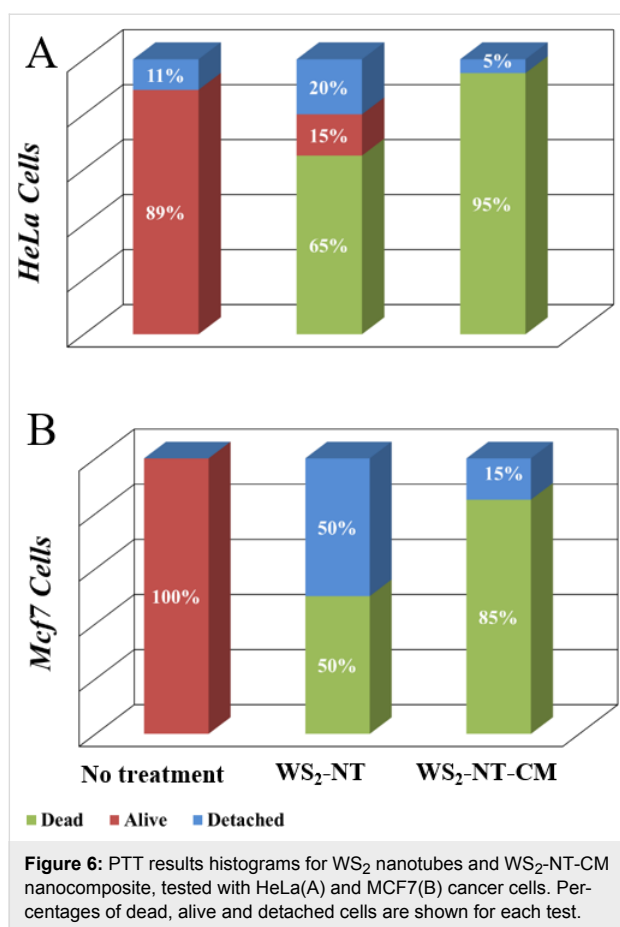 A
HeLa Cells
11%
89%
20%
15%
65%
5%
95%
B
Mcf7 Cells
100%
50%
50%
15%
85%
No treatment WS₂-NT WS₂-NT-CM
Dead Alive Detached
Figure 6: PTT results histograms for WS₂ nanotubes and WS₂-NT-CM
nanocomposite, tested with HeLa(A) and MCF7(B) cancer cells. Per-
centages of dead, alive and detached cells are shown for each test.